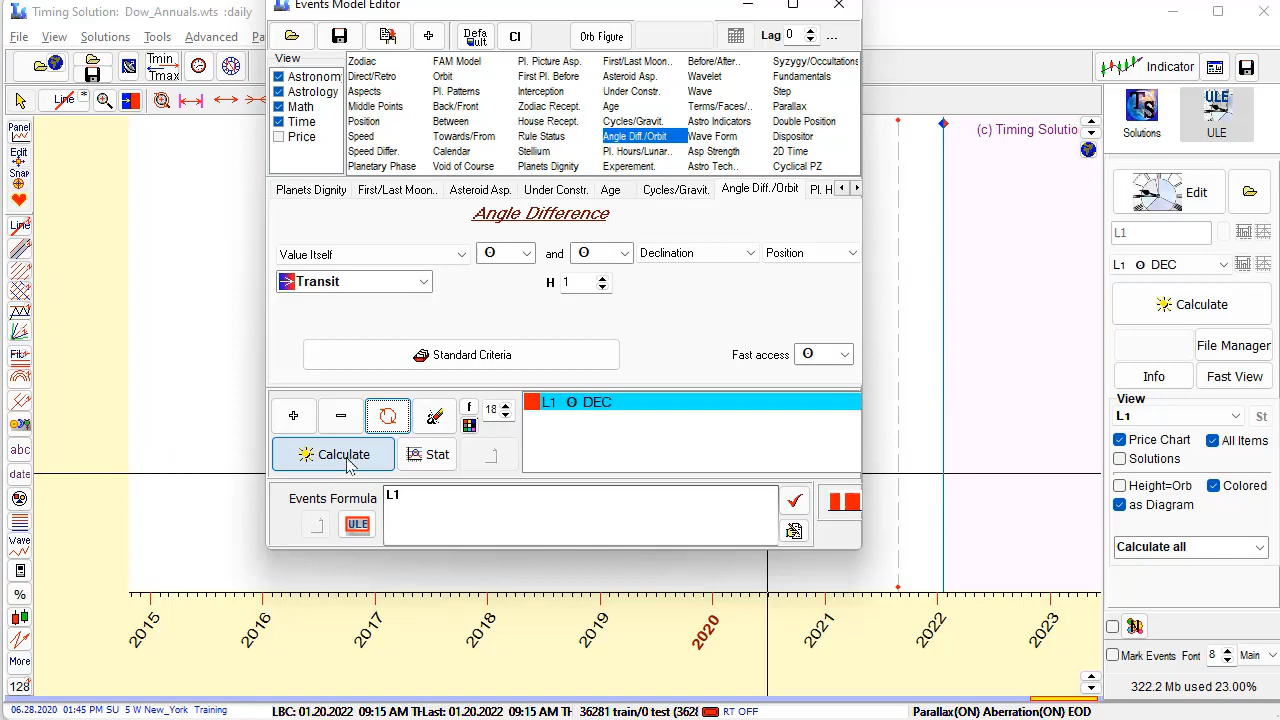 Timing Solution: Dow_Annuals.wts :daily
File View Solutions Tools Advanced Pa
Line *
Tmin
Tmax
Events Model Editor
Defa
ult
CI
Orb Figure
Lag 0
...
View
Astronomy
Astrology
Math
Time
Price
Zodiac FAM Model Pl. Picture Asp. First/Last Moon... Before/After.. Syzygy/Occultations
Direct/Retro Orbit First Pl. Before Asteroid Asp. Wavelet Fundamentals
Aspects Pl. Patterns Interception Under Constr. Wave Step
Middle Points Back/Front Zodiac Recept. Age Terms/Faces/.. Parallax
Position Between House Recept. Cycles/Gravit. Astro Indicators Double Position
Speed Towards/From Rule Status Angle Diff./Orbit Wave Form Dispositor
Speed Differ. Calendar Stellium Pl. Hours/Lunar.. Asp Strength 2D Time
Planetary Phase Void of Course Planets Dignity Experement. Astro Tech.. Cyclical PZ
Planets Dignity First/Last Moon.. Asteroid Asp. Under Constr. Age Cycles/Gravit. Angle Diff./Orbit Pl. H
Angle Difference
Value Itself ʘ and ʘ Declination Position
Transit H 1
Standard Criteria Fast access ʘ
+ - f 18
L1 ʘ DEC
Calculate Stat
Events Formula
L1
ULE
(c) Timing Solutio
Indicator
Solutions ULE
Edit
L1
L1 ʘ DEC
Calculate
File Manager
Info Fast View
View
L1 St
Price Chart All Items
Solutions
Height=Orb Colored
as Diagram
Calculate all
Mark Events Font 8 Main
322.2 Mb used 23.00%
Panel
Edit
Snap
Line
Fib
abc
date
Wave
%
More
128
2015 2016 2017 2018 2019 2020 2021 2022 2023
06.28.2020 01:45 PM SU 5 W New_York Training LBC: 01.20.2022 09:15 AM TH Last: 01.20.2022 09:15 AM TH 36281 train/0 test (3628 RT OFF Parallax(ON) Aberration(ON) EOD